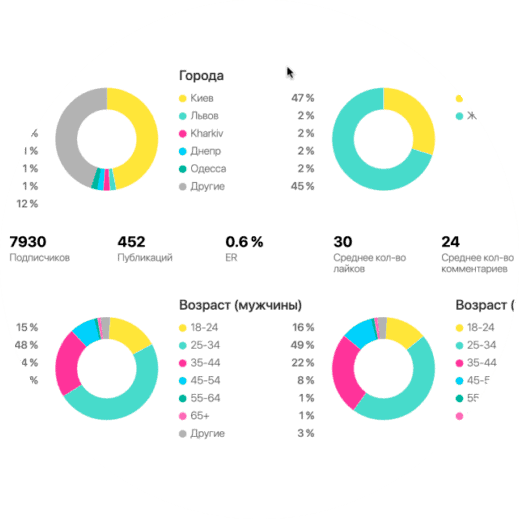 Города
Киев 47 %
Львов 2 % Ж
Kharkiv 2 %
Днепр 2 %
1 % Одесса 2 %
1 % Другие 45 %
12 %
7930 452 0.6 % 30 24
Подписчиков Публикаций ER Среднее кол-во Среднее кол-во
лайков комментариев
Возраст (мужчины) Возраст (
15 % 18-24 16 % 18-24
48 % 25-34 49 % 25-34
4 % 35-44 22 % 35-44
% 45-54 8 %
55-64 1 %
65+ 1 %
Другие 3 %